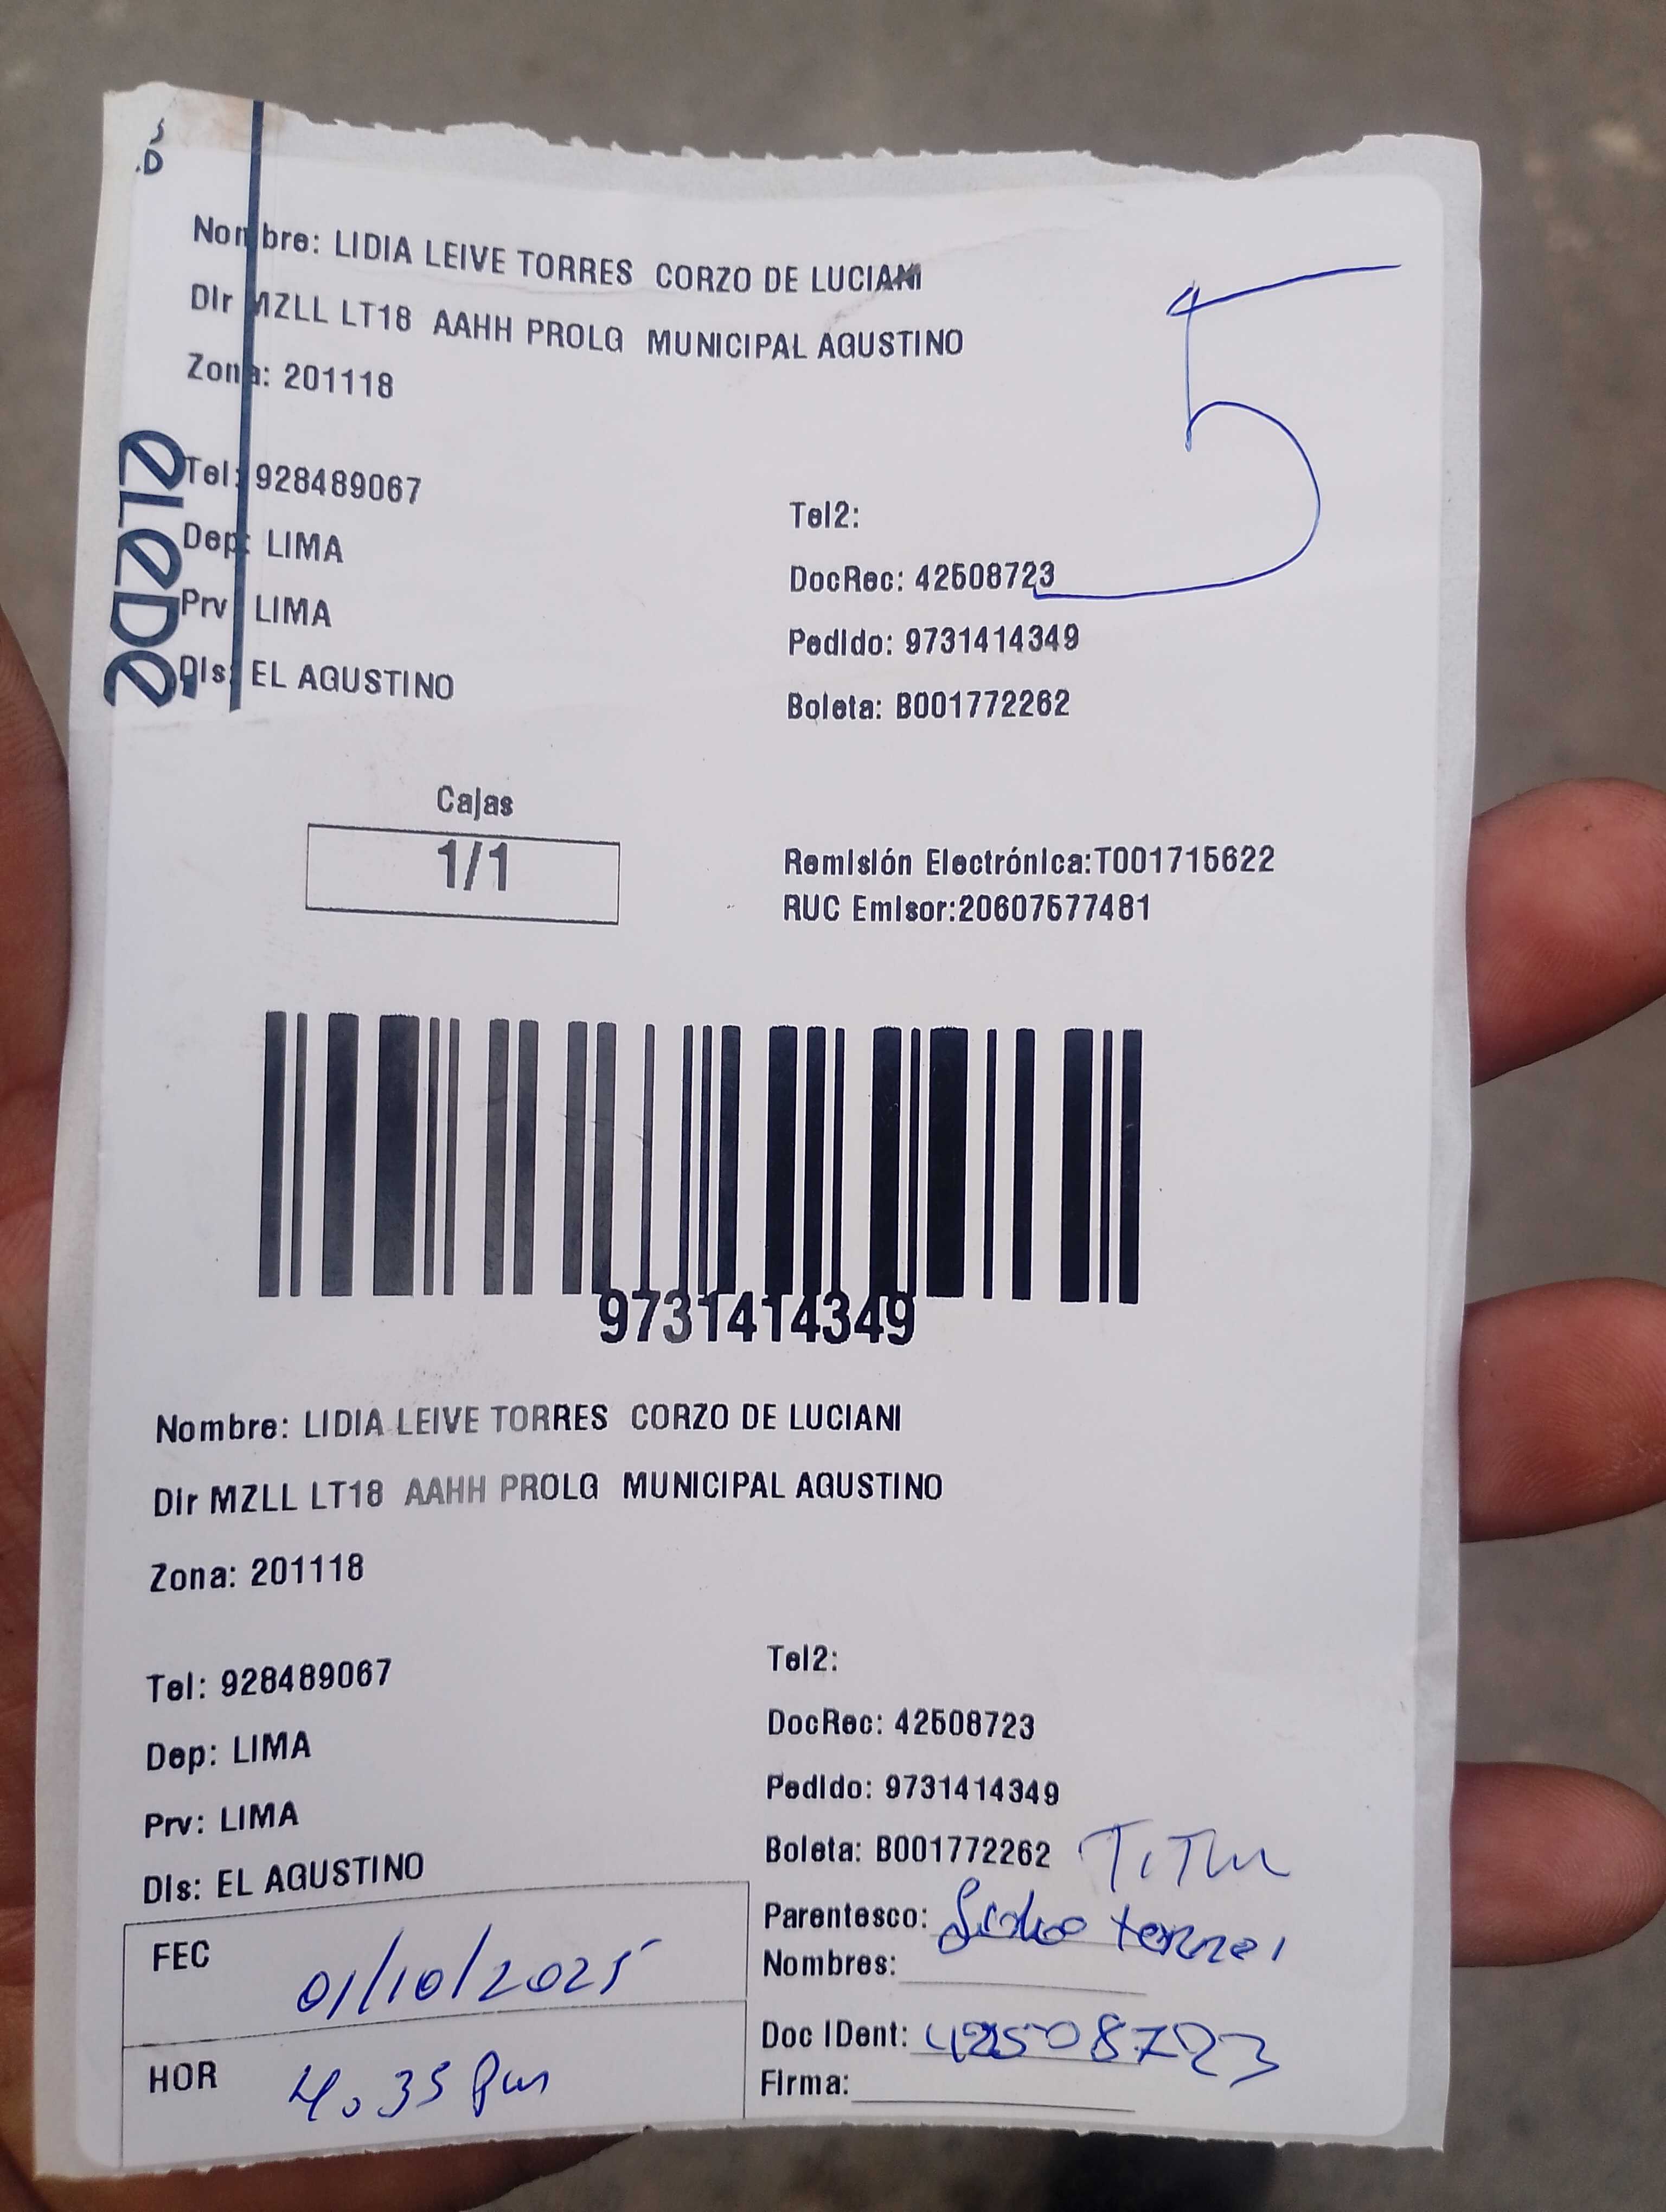 Nombre: LIDIA LEIVE TORRES CORZO DE LUCIANI
Dir MZLL LT18 AAHH PROLG MUNICIPAL AGUSTINO
Zona: 201118
5
eLeDe
Tel: 928489067
Tel2:
Dep: LIMA
DocRec: 42508723
Prv: LIMA
Pedido: 9731414349
Dis: EL AGUSTINO
Boleta: B001772262
Cajas
1/1
Remisión Electrónica:T001715622
RUC Emisor:20607577481
9731414349
Nombre: LIDIA LEIVE TORRES CORZO DE LUCIANI
Dir MZLL LT18 AAHH PROLG MUNICIPAL AGUSTINO
Zona: 201118
Tel: 928489067
Tel2:
Dep: LIMA
DocRec: 42508723
Prv: LIMA
Pedido: 9731414349
Dis: EL AGUSTINO
Boleta: B001772262
FEC 01/10/2025
HOR 4.35 pm
Parentesco:
Nombres:
Doc IDent: 42508723
Firma: